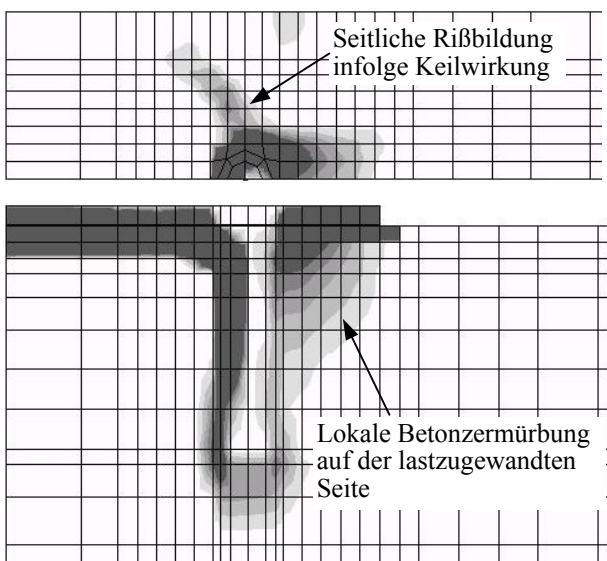 Seitliche Rißbildung
infolge Keilwirkung
Lokale Betonzermürbung
auf der lastzugewandten
Seite